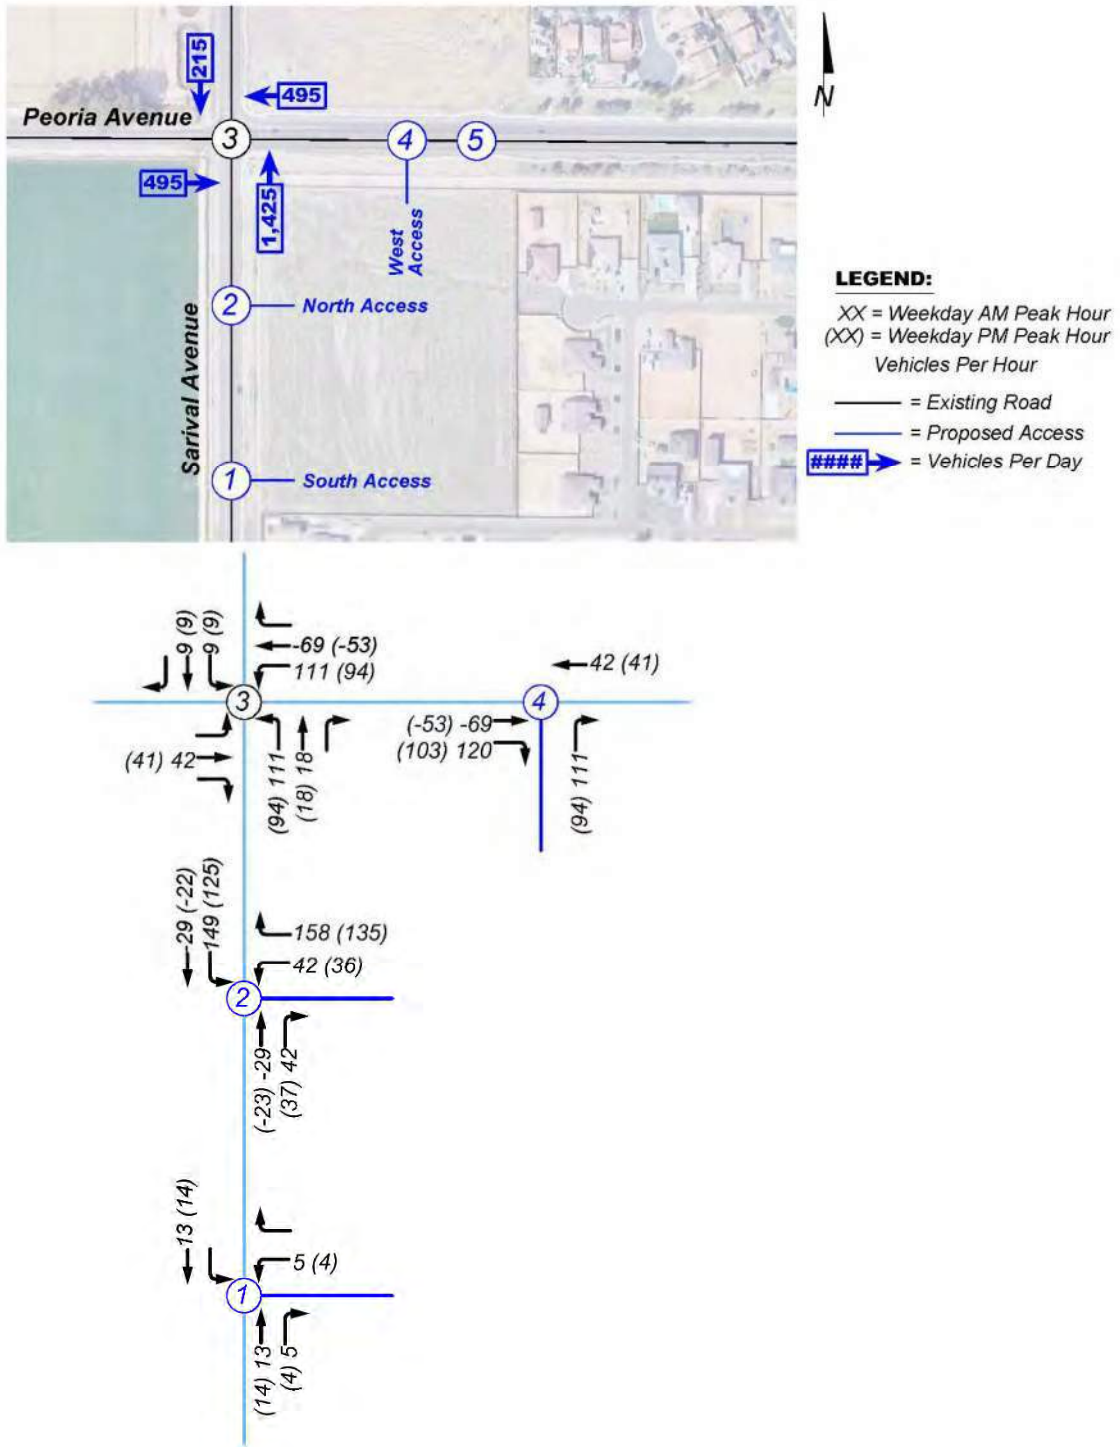 215
495
N
Peoria Avenue
3
4
5
495
1,425
West
Access
2
North Access
Sarival Avenue
1
South Access
LEGEND:
XX = Weekday AM Peak Hour
(XX) = Weekday PM Peak Hour
Vehicles Per Hour
= Existing Road
= Proposed Access
#### = Vehicles Per Day
9 (9)
9 (9)
-69 (-53)
111 (94)
3
(41) 42
(94) 111
(18) 18
42 (41)
4
(-53) -69
(103) 120
(94) 111
-29 (-22)
149 (125)
158 (135)
42 (36)
2
(-23) -29
(37) 42
13 (14)
5 (4)
1
(14) 13
(4) 5